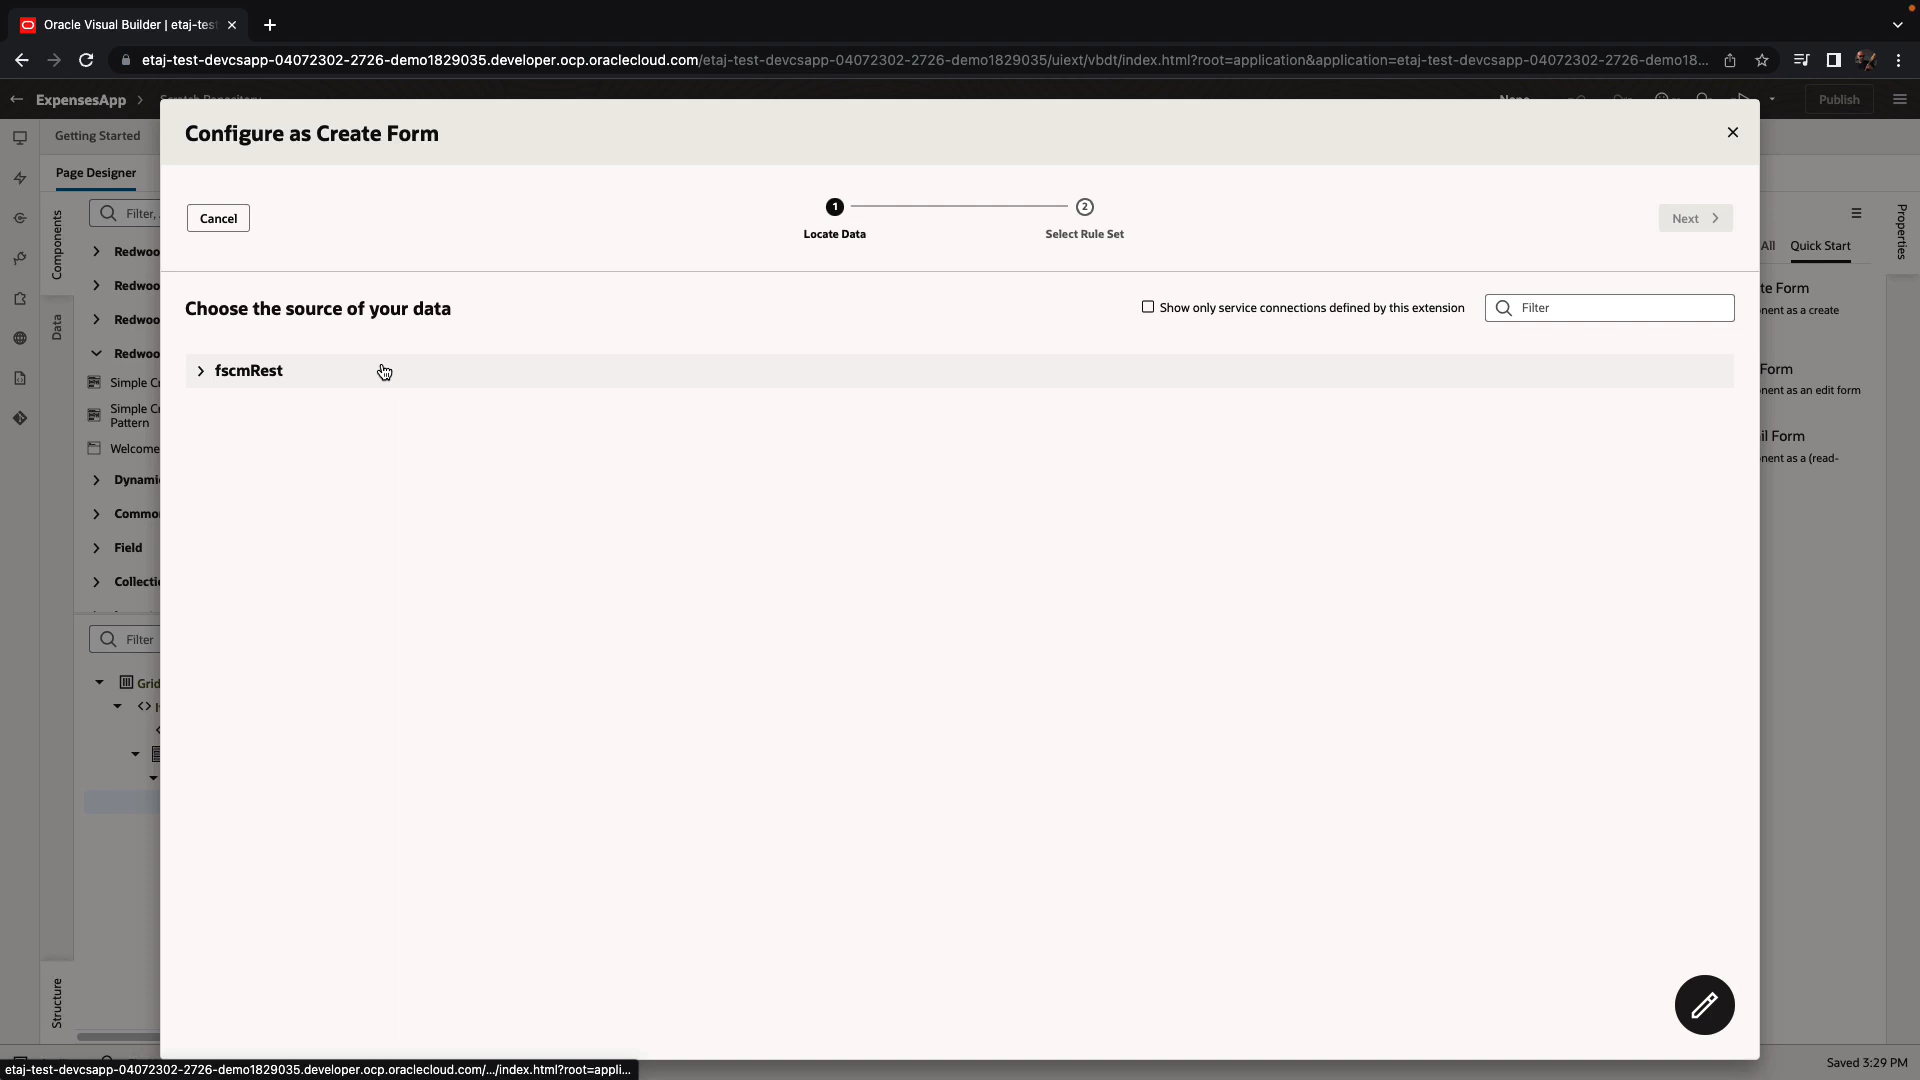 Oracle Visual Builder | etaj-test
etaj-test-devcsapp-04072302-2726-demo1829035.developer.ocp.oraclecloud.com/etaj-test-devcsapp-04072302-2726-demo1829035/uiext/vbdt/index.html?root=application&application=etaj-test-devcsapp-04072302-2726-demo18...
ExpensesApp
Publish
Getting Started
Configure as Create Form
Page Designer
Cancel
1
2
Next
Locate Data
Select Rule Set
Filter,
Components
Properties
All
Quick Start
Redwoo
Redwoo
te Form
nent as a create
Choose the source of your data
Show only service connections defined by this extension
Filter
Data
Redwoo
Redwoo
fscmRest
Form
nent as an edit form
Simple Cr
Simple Cr
Pattern
il Form
Welcome
nent as a (read-
Dynami
Commo
Field
Collecti
Filter
Grid
Structure
Saved 3:29 PM
etaj-test-devcsapp-04072302-2726-demo1829035.developer.ocp.oraclecloud.com/.../index.html?root=appli...